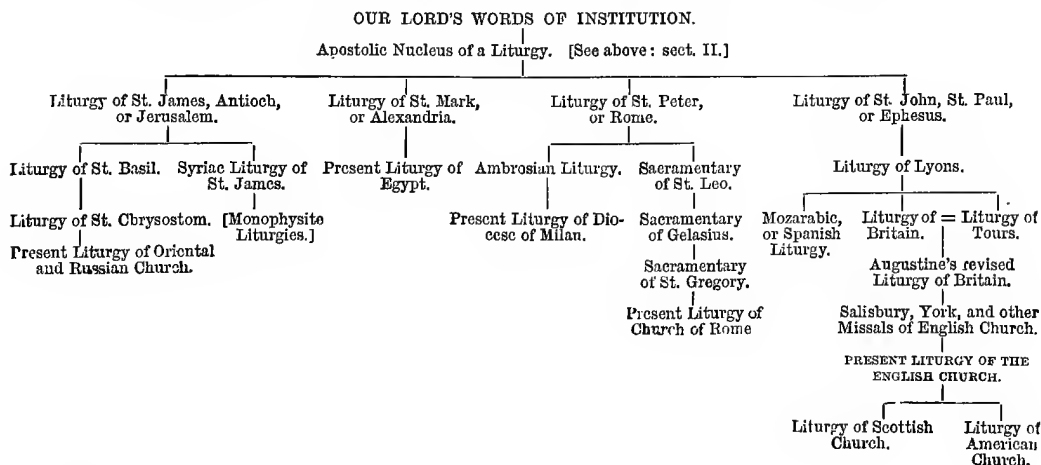 OUR LORD'S WORDS OF INSTITUTION.
Apostolic Nucleus of a Liturgy. [See above: sect. II.]
Liturgy of St. James, Antioch,
or Jerusalem.
Liturgy of St. Mark,
or Alexandria.
Liturgy of St. Peter,
or Rome.
Liturgy of St. John, St. Paul,
or Ephesus.
Liturgy of St. Basil.
Syriac Liturgy of
St. James.
Present Liturgy of
Egypt.
Ambrosian Liturgy.
Sacramentary
of St. Leo.
Liturgy of Lyons.
Liturgy of St. Chrysostom.
[Monophysite
Liturgies.]
Present Liturgy of Dio-
cese of Milan.
Sacramentary
of Gelasius.
Mozarabic,
or Spanish
Liturgy.
Liturgy of
Britain.
=
Liturgy of
Tours.
Present Liturgy of Oriental
and Russian Church.
Sacramentary
of St. Gregory.
Augustine's revised
Liturgy of Britain.
Present Liturgy of
Church of Rome
Salisbury, York, and other
Missals of English Church.
PRESENT LITURGY OF THE
ENGLISH CHURCH.
Liturgy of Scottish
Church.
Liturgy of
American
Church.